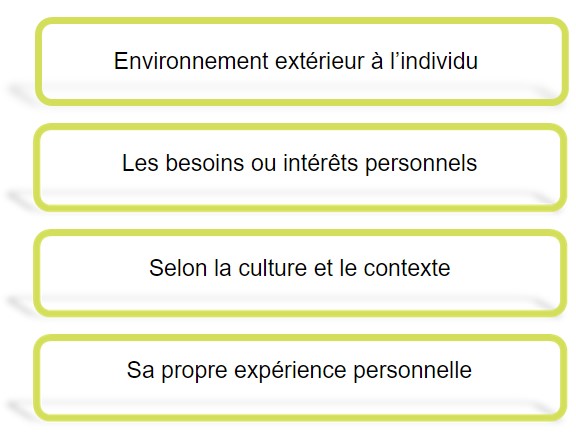 Environnement extérieur à l’individu
Les besoins ou intérêts personnels
Selon la culture et le contexte
Sa propre expérience personnelle